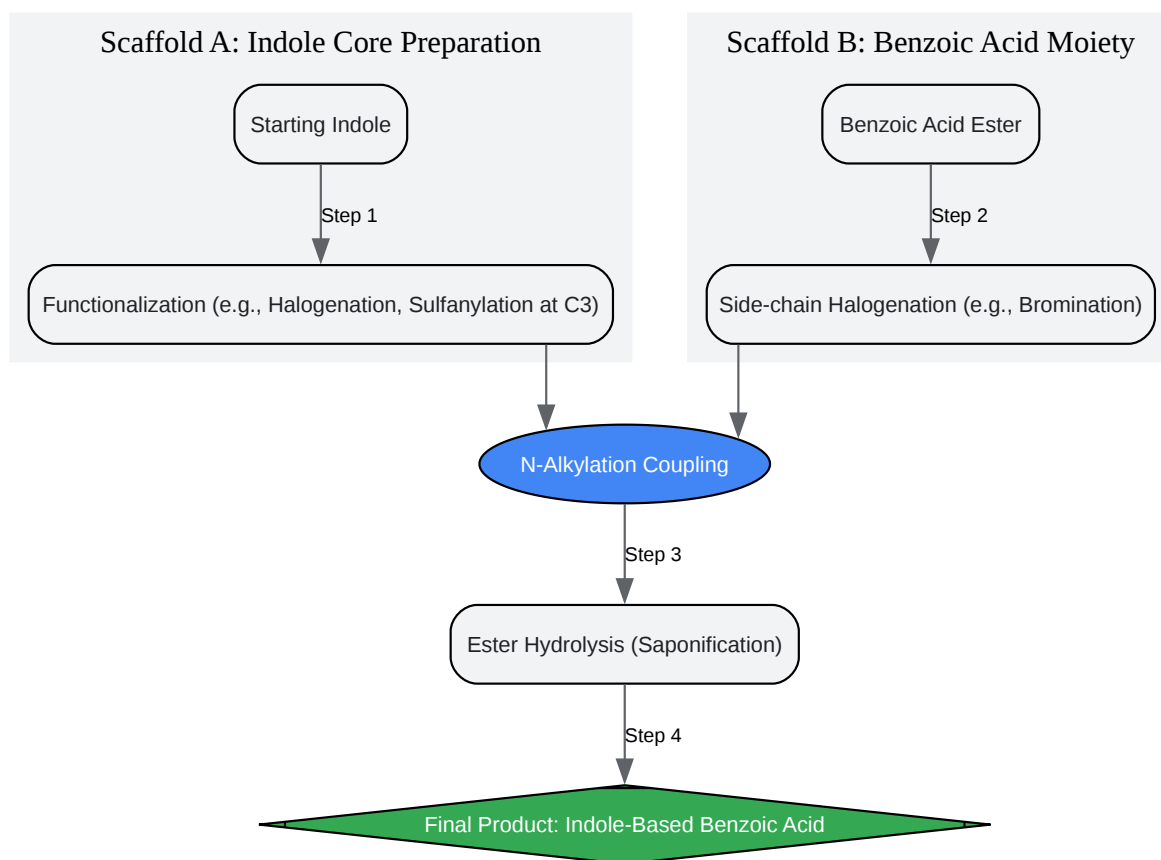 Scaffold A: Indole Core Preparation
Scaffold B: Benzoic Acid Moiety
Starting Indole
Benzoic Acid Ester
Step 1
Step 2
Functionalization (e.g., Halogenation, Sulfanylation at C3)
Side-chain Halogenation (e.g., Bromination)
N-Alkylation Coupling
Step 3
Ester Hydrolysis (Saponification)
Step 4
Final Product: Indole-Based Benzoic Acid